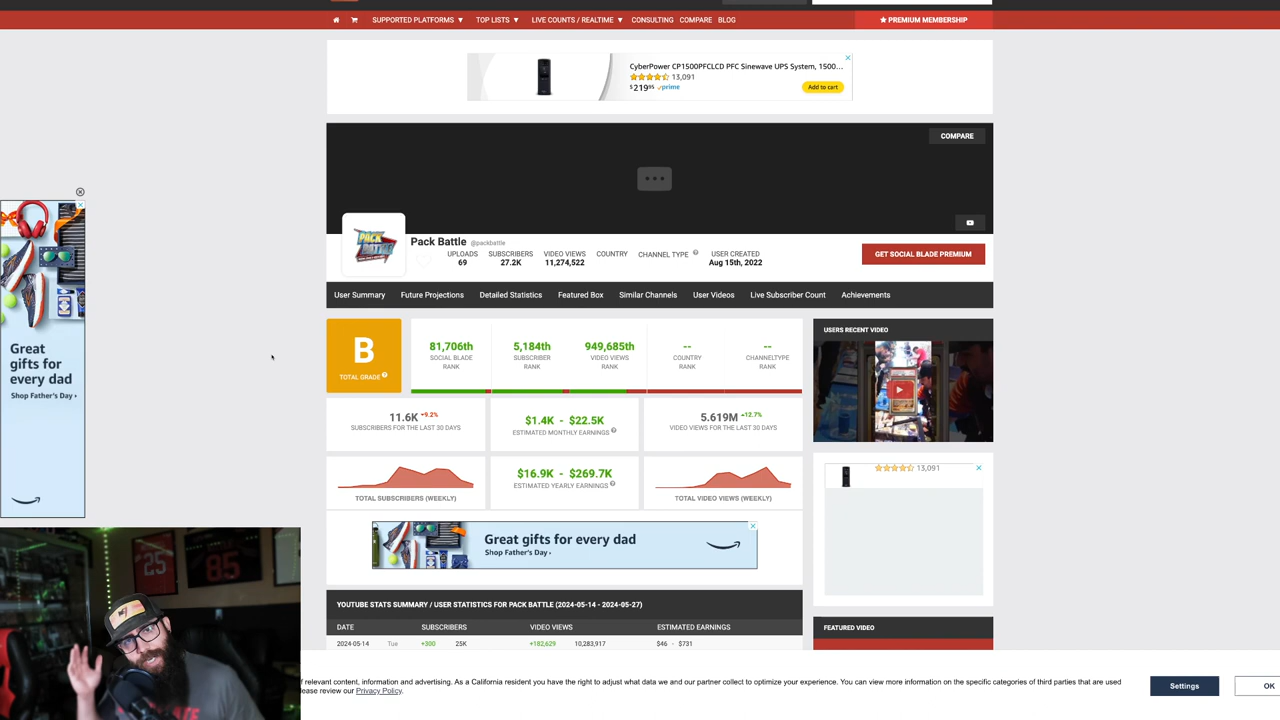 SUPPORTED PLATFORMS ▼ TOP LISTS ▼ LIVE COUNTS / REALTIME ▼ CONSULTING COMPARE BLOG ★ PREMIUM MEMBERSHIP
CyberPower CP1500PFCLCD PFC Sinewave UPS System, 1500...
13,091
$219⁹⁵ prime
Add to cart
COMPARE
PACK BATTLE
Pack Battle @packbattle
UPLOADS SUBSCRIBERS VIDEO VIEWS COUNTRY CHANNEL TYPE USER CREATED
69 27.2K 11,274,522 Aug 15th, 2022
GET SOCIAL BLADE PREMIUM
User Summary Future Projections Detailed Statistics Featured Box Similar Channels User Videos Live Subscriber Count Achievements
B
TOTAL GRADE
81,706th
SOCIAL BLADE
RANK
5,184th
SUBSCRIBER
RANK
949,685th
VIDEO VIEWS
RANK
--
COUNTRY
RANK
--
CHANNELTYPE
RANK
11.6K -9.2%
SUBSCRIBERS FOR THE LAST 30 DAYS
$1.4K - $22.5K
ESTIMATED MONTHLY EARNINGS
5.619M +12.7%
VIDEO VIEWS FOR THE LAST 30 DAYS
TOTAL SUBSCRIBERS (WEEKLY)
$16.9K - $269.7K
ESTIMATED YEARLY EARNINGS
TOTAL VIDEO VIEWS (WEEKLY)
Great gifts for every dad
Shop Father's Day ›
YOUTUBE STATS SUMMARY / USER STATISTICS FOR PACK BATTLE (2024-05-14 - 2024-05-27)
DATE SUBSCRIBERS VIDEO VIEWS ESTIMATED EARNINGS
2024-05-14 Tue +300 25K +182,629 10,283,917 $46 - $731
USERS RECENT VIDEO
13,091
FEATURED VIDEO
Great
gifts for
every dad
Shop Father's Day ›
25
85
f relevant content, information and advertising. As a California resident you have the right to adjust what data we and our partner collect to optimize your experience. You can view more information on the specific categories of third parties that are used
lease review our Privacy Policy.
Settings
OK